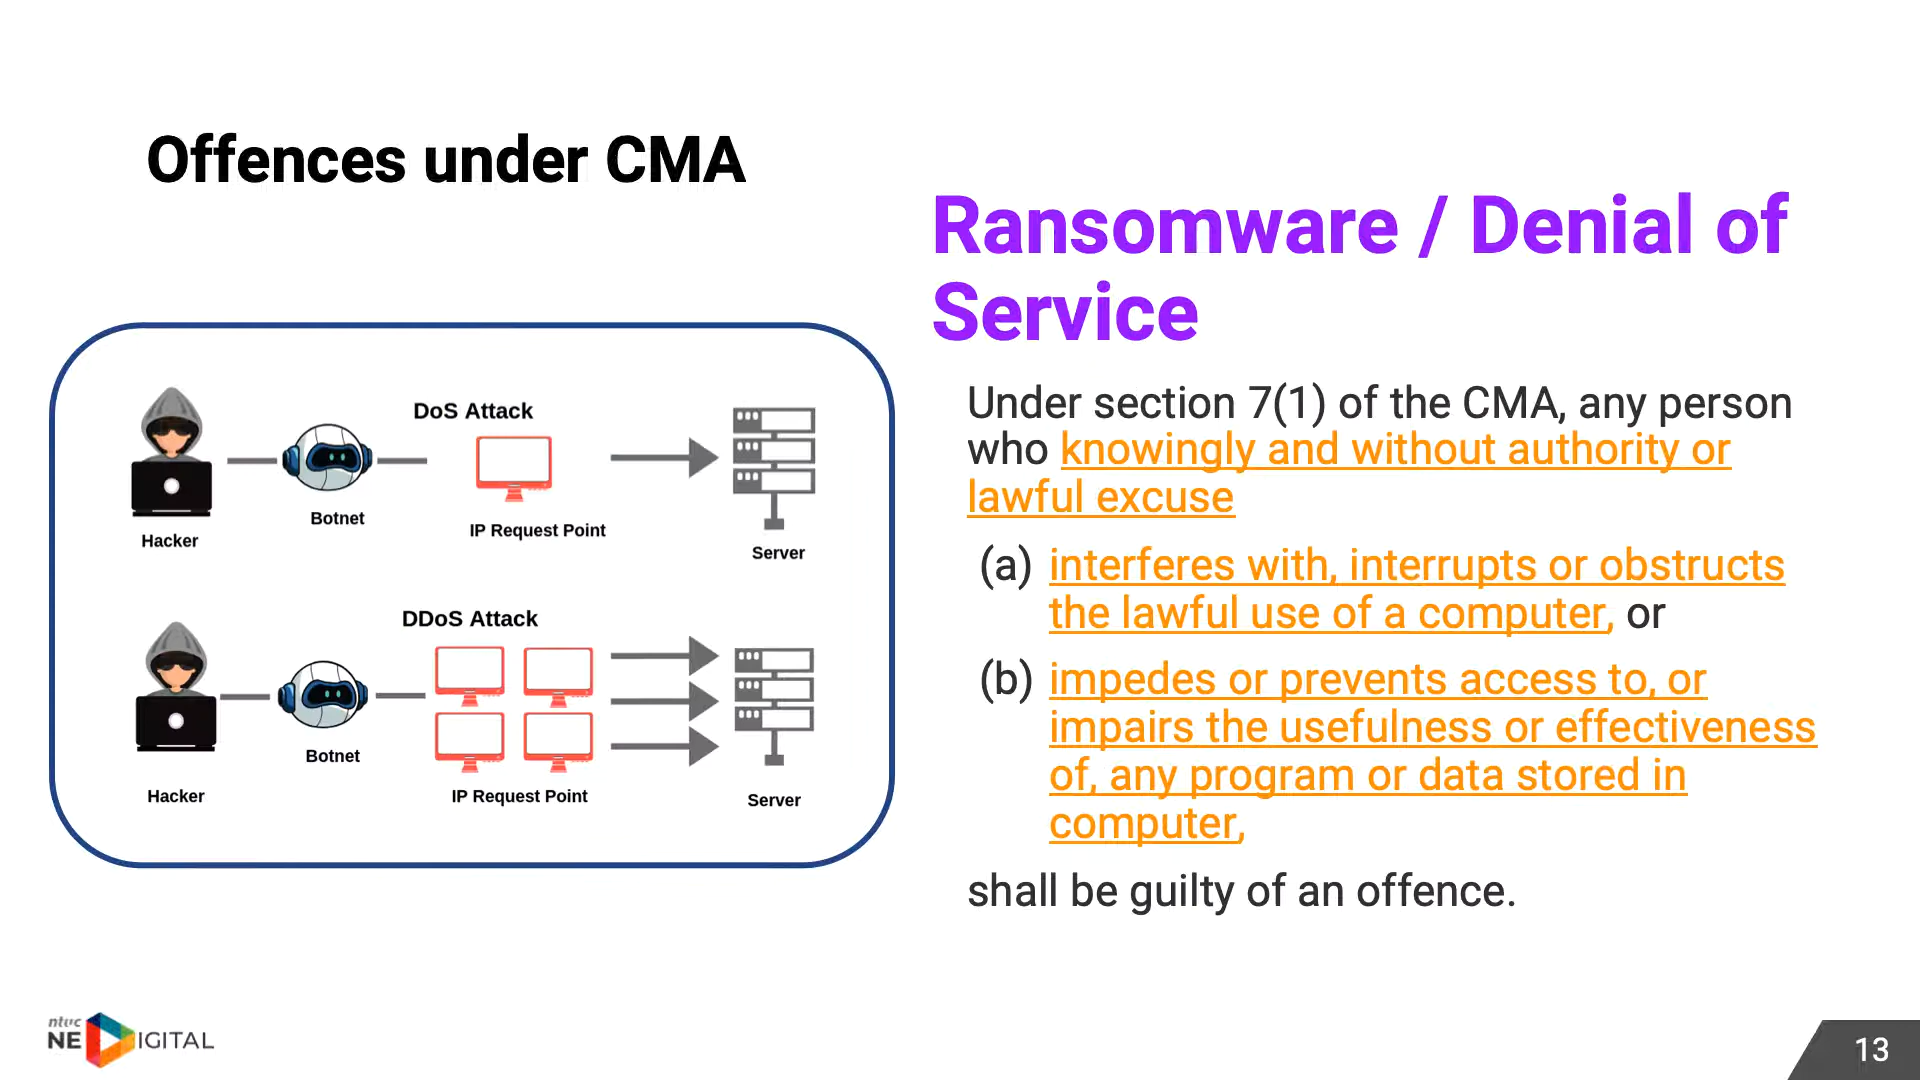 Offences under CMA
Ransomware / Denial of
Service
DoS Attack
Hacker
Botnet
IP Request Point
Server
DDoS Attack
Hacker
Botnet
IP Request Point
Server
Under section 7(1) of the CMA, any person
who knowingly and without authority or
lawful excuse
(a) interferes with, interrupts or obstructs
the lawful use of a computer, or
(b) impedes or prevents access to, or
impairs the usefulness or effectiveness
of, any program or data stored in
computer,
shall be guilty of an offence.
ntuc
NE IGITAL
13